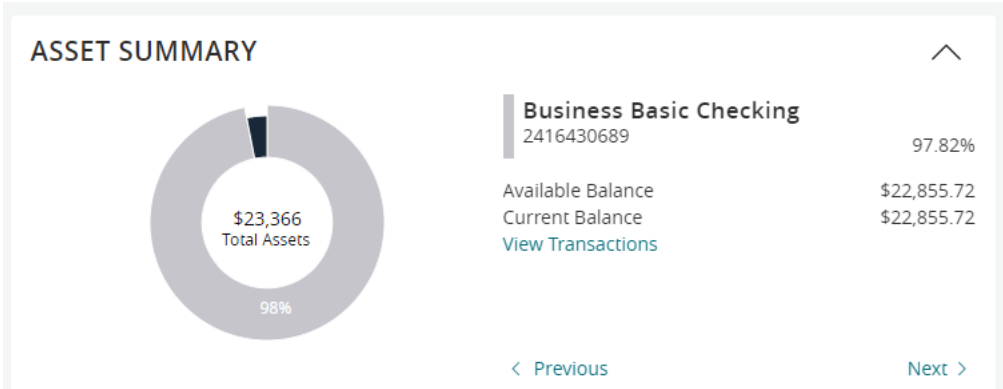 ASSET SUMMARY
$23,366
Total Assets
98%
Business Basic Checking
2416430689
97.82%
Available Balance $22,855.72
Current Balance $22,855.72
View Transactions
< Previous Next >